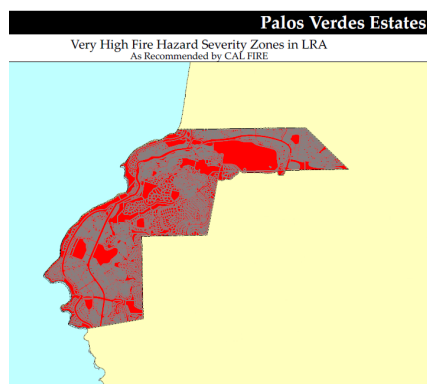 Palos Verdes Estates
Very High Fire Hazard Severity Zones in LRA
As Recommended by CAL FIRE